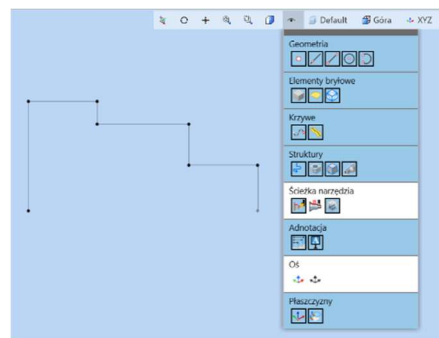 Default Góra XYZ
Geometria
Elementy bryłowe
Krzywe
Struktury
Ścieżka narzędzia
Adnotacja
Oś
Płaszczyzny